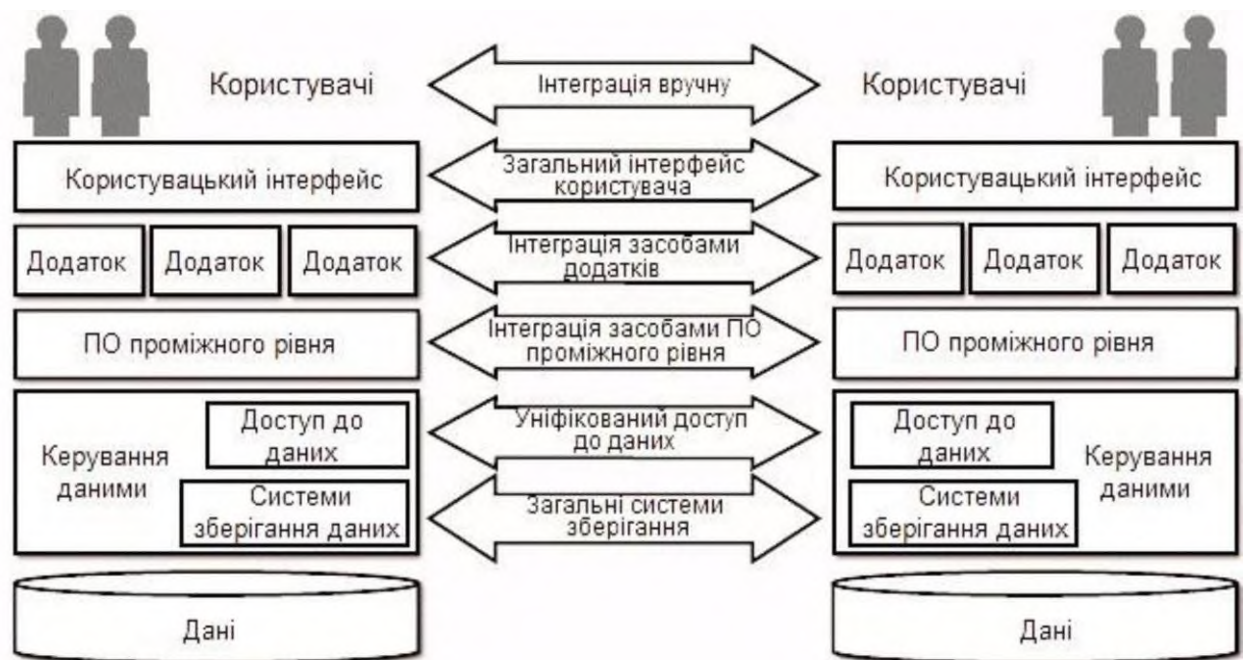 Користувачі
Інтеграція вручну
Користувачі
Користувацький інтерфейс
Загальний інтерфейс
користувача
Користувацький інтерфейс
Додаток
Додаток
Додаток
Інтеграція засобами
додатків
Додаток
Додаток
Додаток
ПО проміжного рівня
Інтеграція засобами ПО
проміжного рівня
ПО проміжного рівня
Керування
даними
Доступ до
даних
Системи
зберігання даних
Уніфікований доступ
до даних
Загальні системи
зберігання
Доступ до
даних
Системи
зберігання даних
Керування
даними
Дані
Дані